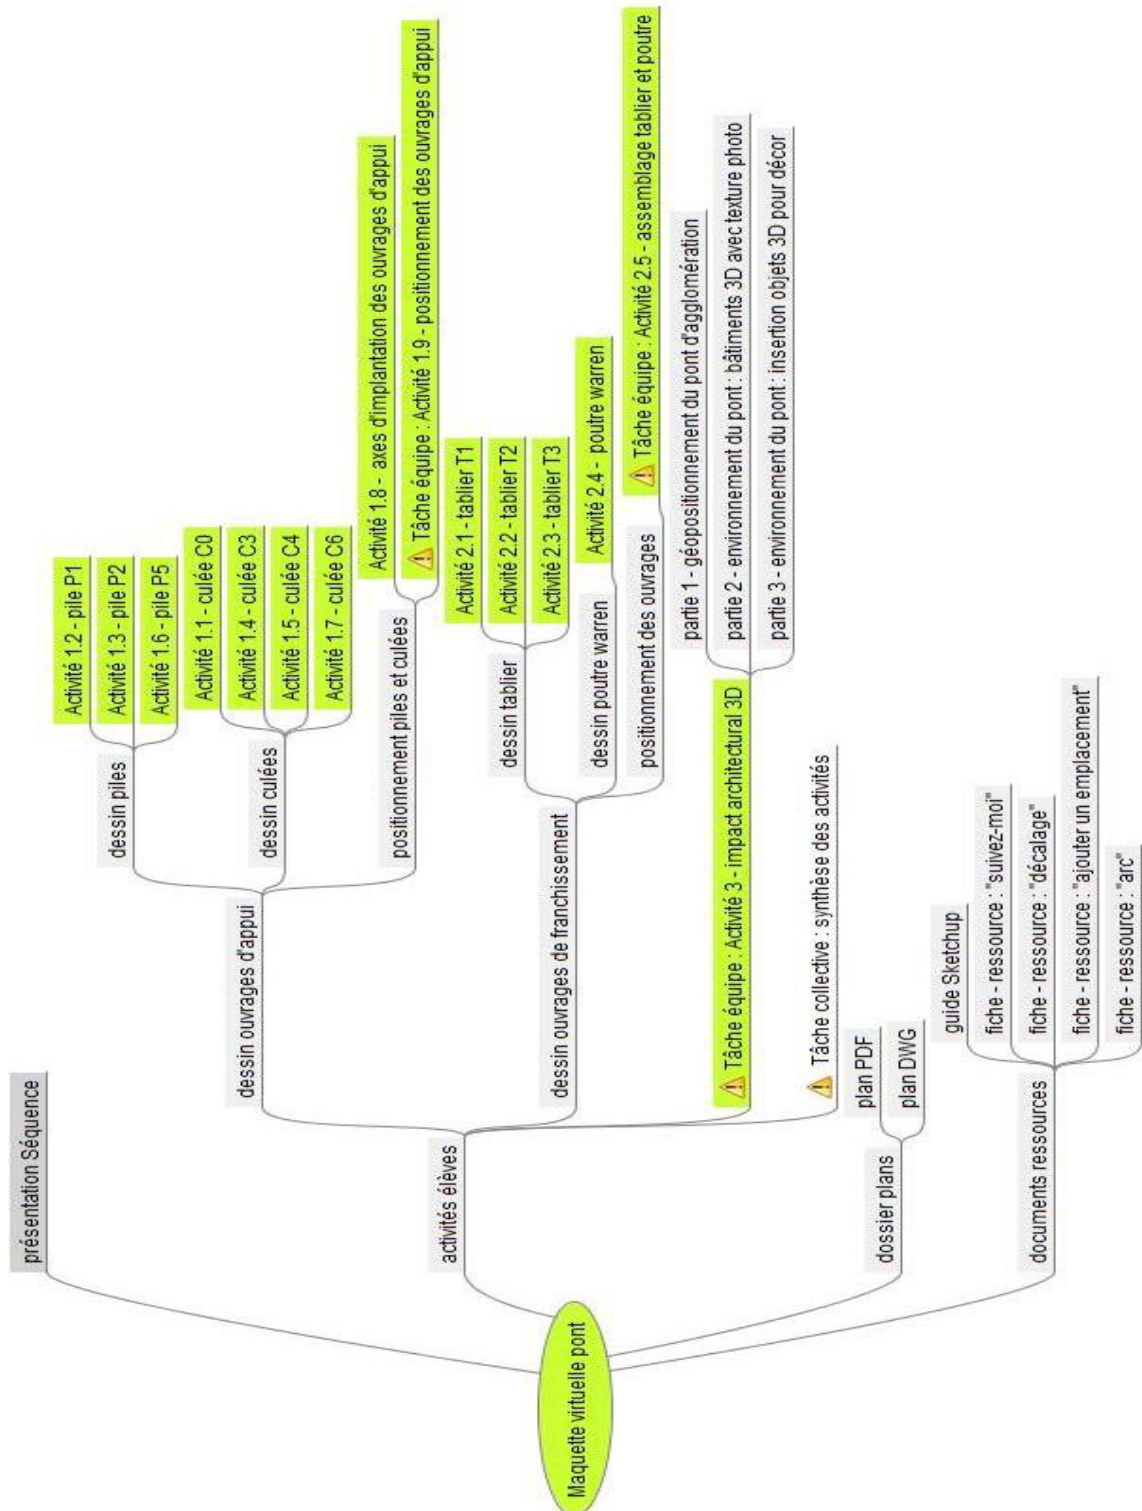 Maquette virtuelle pont
présentation Séquence
activités élèves
dessin ouvrages d'appui
dessin piles
Activité 1.2 - pile P1
Activité 1.3 - pile P2
Activité 1.6 - pile P5
dessin culées
Activité 1.1 - culée C0
Activité 1.4 - culée C3
Activité 1.5 - culée C4
Activité 1.7 - culée C6
positionnement piles et culées
Activité 1.8 - axes d'implantation des ouvrages d'appui
Tâche équipe : Activité 1.9 - positionnement des ouvrages d'appui
dessin ouvrages de franchissement
dessin tablier
Activité 2.1 - tablier T1
Activité 2.2 - tablier T2
Activité 2.3 - tablier T3
dessin poutre warren
Activité 2.4 - poutre warren
positionnement des ouvrages
Tâche équipe : Activité 2.5 - assemblage tablier et poutre
Tâche équipe : Activité 3 - impact architectural 3D
partie 1 - géopositionnement du pont d'agglomération
partie 2 - environnement du pont : bâtiments 3D avec texture photo
partie 3 - environnement du pont: insertion objets 3D pour décor
Tâche collective : synthèse des activités
dossier plans
plan PDF
plan DWG
documents ressources
guide Sketchup
fiche - ressource : "suivez-moi"
fiche - ressource : "décalage"
fiche - ressource : "ajouter un emplacement"
fiche - ressource : "arc"